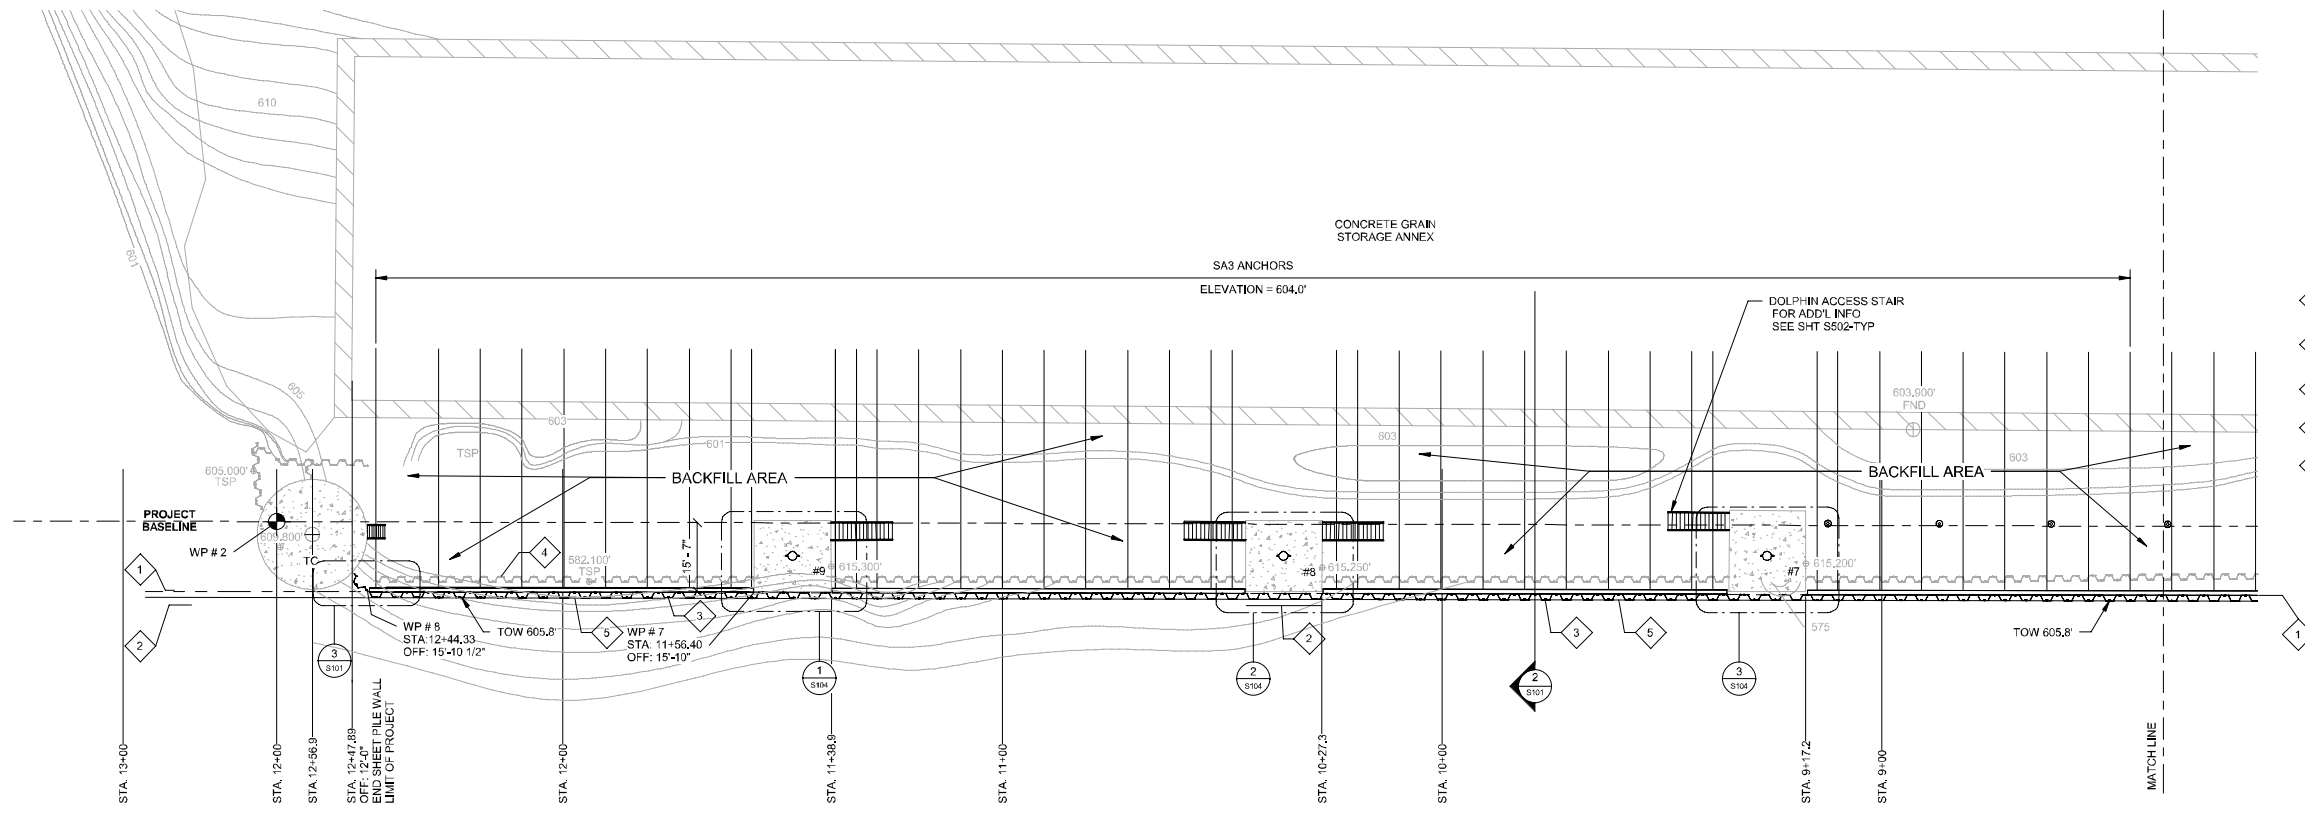 610
601
605
CONCRETE GRAIN
STORAGE ANNEX
SA3 ANCHORS
ELEVATION = 604.0'
DOLPHIN ACCESS STAIR
FOR ADD'L INFO
SEE SHT S502-TYP
603.900'
FND
603
601
TSP
603
603
BACKFILL AREA
BACKFILL AREA
605.000'
TSP
PROJECT
BASELINE
WP # 2
609.800'
TC
582.100'
TSP
15' - 7"
#9
615.300'
#8
615.250'
#7
615.200'
575
1
2
4
3
5
2
3
5
1
WP # 8
STA:12+44.33
OFF: 15'-10 1/2"
TOW 605.8'
WP # 7
STA: 11+56.40
OFF: 15'-10"
TOW 605.8'
3
S101
1
S104
2
S104
2
S101
3
S104
STA. 13+00
STA. 12+00
STA. 12+56.9
STA. 12+47.89
OFF: 12'-0"
END SHEET PILE WALL
LIMIT OF PROJECT
STA. 12+00
STA. 11+38.9
STA. 11+00
STA. 10+27.3
STA. 10+00
STA. 9+17.2
STA. 9+00
MATCH LINE